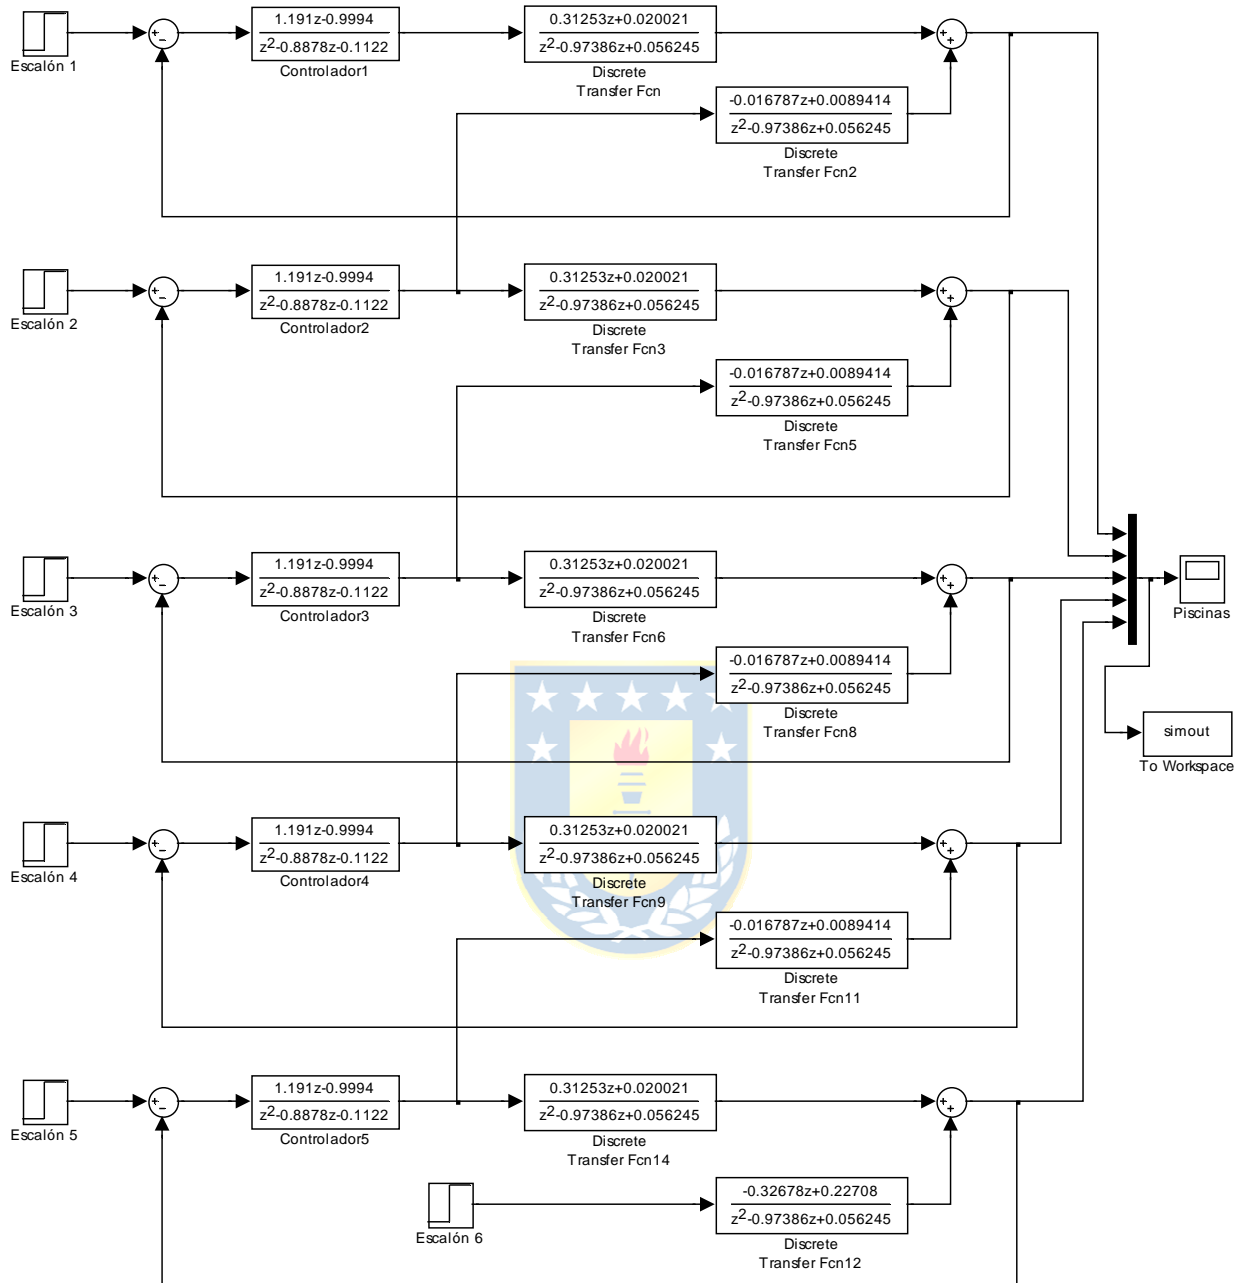 1.191z-0.9994
z2-0.8878z-0.1122
Controlador1
0.31253z+0.020021
z2-0.97386z+0.056245
Discrete
Transfer Fcn
+
-
+
+
Escalón 1
-0.016787z+0.0089414
z2-0.97386z+0.056245
Discrete
Transfer Fcn2
1.191z-0.9994
z2-0.8878z-0.1122
Controlador2
0.31253z+0.020021
z2-0.97386z+0.056245
Discrete
Transfer Fcn3
+
-
+
+
Escalón 2
-0.016787z+0.0089414
z2-0.97386z+0.056245
Discrete
Transfer Fcn5
1.191z-0.9994
z2-0.8878z-0.1122
Controlador3
0.31253z+0.020021
z2-0.97386z+0.056245
Discrete
Transfer Fcn6
+
-
+
+
Escalón 3
Piscinas
-0.016787z+0.0089414
z2-0.97386z+0.056245
Discrete
Transfer Fcn8
simout
To Workspace
1.191z-0.9994
z2-0.8878z-0.1122
Controlador4
0.31253z+0.020021
z2-0.97386z+0.056245
Discrete
Transfer Fcn9
+
-
+
+
Escalón 4
-0.016787z+0.0089414
z2-0.97386z+0.056245
Discrete
Transfer Fcn11
1.191z-0.9994
z2-0.8878z-0.1122
Controlador5
0.31253z+0.020021
z2-0.97386z+0.056245
Discrete
Transfer Fcn14
+
-
+
+
Escalón 5
Escalón 6
-0.32678z+0.22708
z2-0.97386z+0.056245
Discrete
Transfer Fcn12